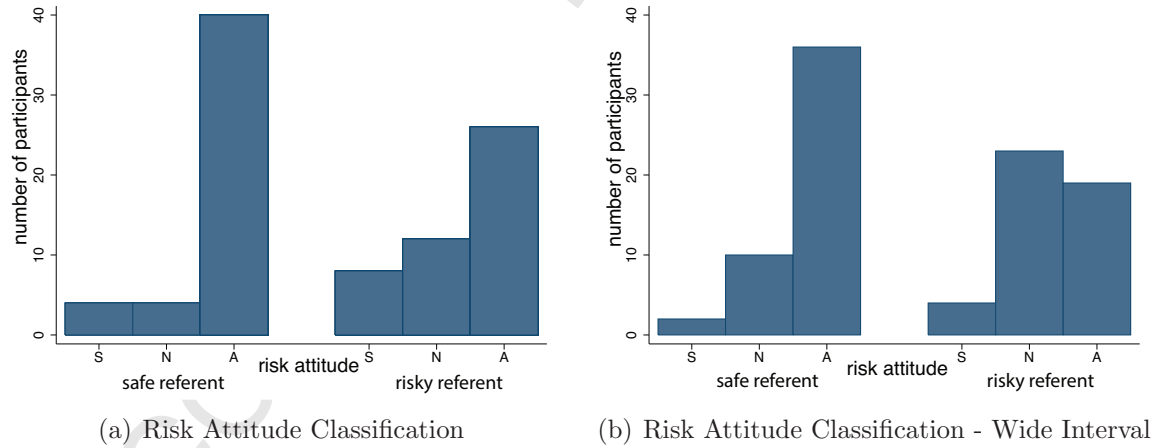 number of participants
40
30
20
10
0
S N A risk attitude S N A
safe referent risky referent
(a) Risk Attitude Classification
number of participants
40
30
20
10
0
S N A risk attitude S N A
safe referent risky referent
(b) Risk Attitude Classification - Wide Interval